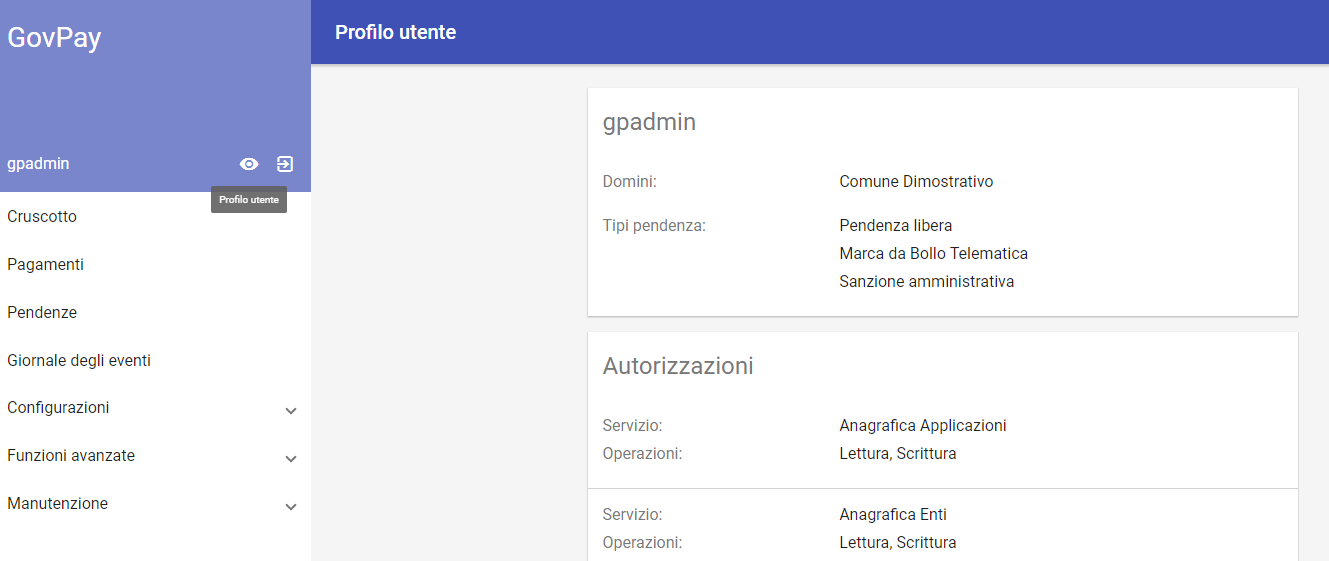 GovPay
Profilo utente
gpadmin
Profilo utente
Cruscotto
Pagamenti
Pendenze
Giornale degli eventi
Configurazioni
Funzioni avanzate
Manutenzione
gpadmin
Domini: Comune Dimostrativo
Tipi pendenza: Pendenza libera
Marca da Bollo Telematica
Sanzione amministrativa
Autorizzazioni
Servizio: Anagrafica Applicazioni
Operazioni: Lettura, Scrittura
Servizio: Anagrafica Enti
Operazioni: Lettura, Scrittura